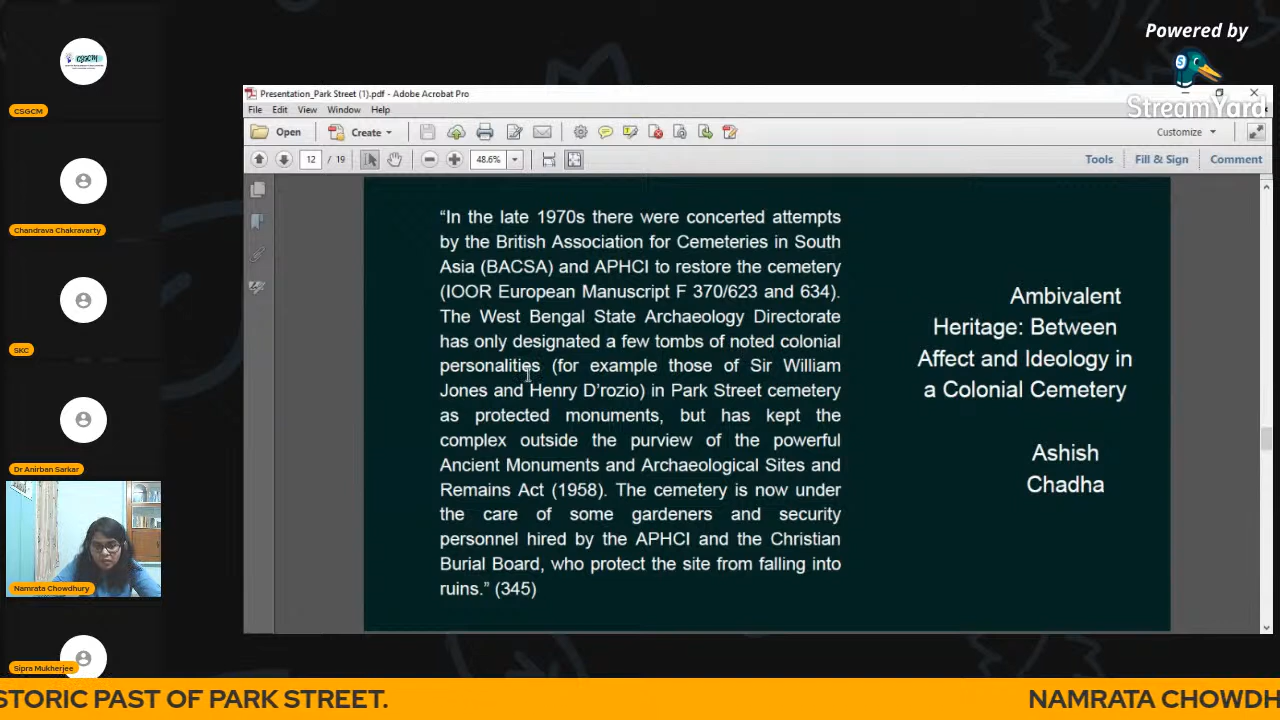 Powered by
StreamYard
CSGCM
CSGCM
Chandrava Chakravarty
SKC
Dr Anirban Sarkar
Namrata Chowdhury
Sipra Mukherjee
Presentation_Park Street (1).pdf - Adobe Acrobat Pro
File Edit View Window Help
Open Create Customize
12 / 19 48.6% Tools Fill & Sign Comment
“In the late 1970s there were concerted attempts
by the British Association for Cemeteries in South
Asia (BACSA) and APHCI to restore the cemetery
(IOOR European Manuscript F 370/623 and 634).
The West Bengal State Archaeology Directorate
has only designated a few tombs of noted colonial
personalities (for example those of Sir William
Jones and Henry D’rozio) in Park Street cemetery
as protected monuments, but has kept the
complex outside the purview of the powerful
Ancient Monuments and Archaeological Sites and
Remains Act (1958). The cemetery is now under
the care of some gardeners and security
personnel hired by the APHCI and the Christian
Burial Board, who protect the site from falling into
ruins.” (345)
Ambivalent
Heritage: Between
Affect and Ideology in
a Colonial Cemetery
Ashish
Chadha
STORIC PAST OF PARK STREET. NAMRATA CHOWDH